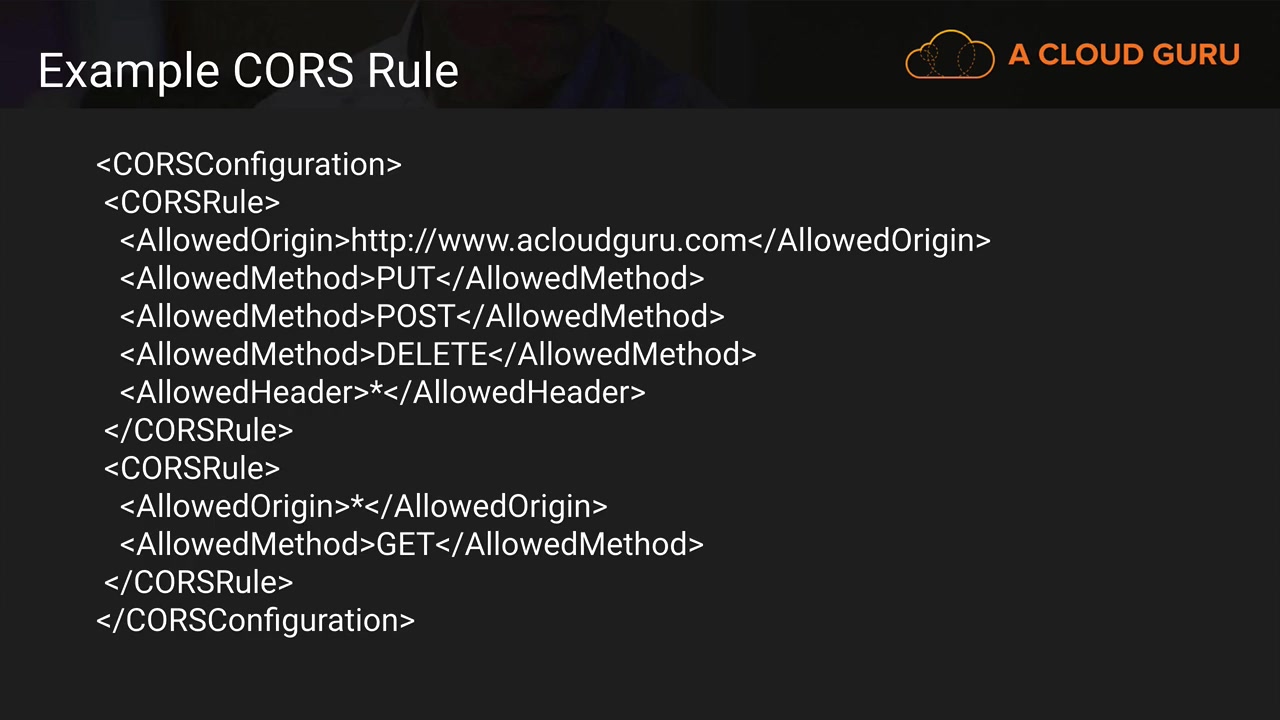 Example CORS Rule
A CLOUD GURU
<CORSConfiguration>
<CORSRule>
<AllowedOrigin>http://www.acloudguru.com</AllowedOrigin>
<AllowedMethod>PUT</AllowedMethod>
<AllowedMethod>POST</AllowedMethod>
<AllowedMethod>DELETE</AllowedMethod>
<AllowedHeader>*</AllowedHeader>
</CORSRule>
<CORSRule>
<AllowedOrigin>*</AllowedOrigin>
<AllowedMethod>GET</AllowedMethod>
</CORSRule>
</CORSConfiguration>